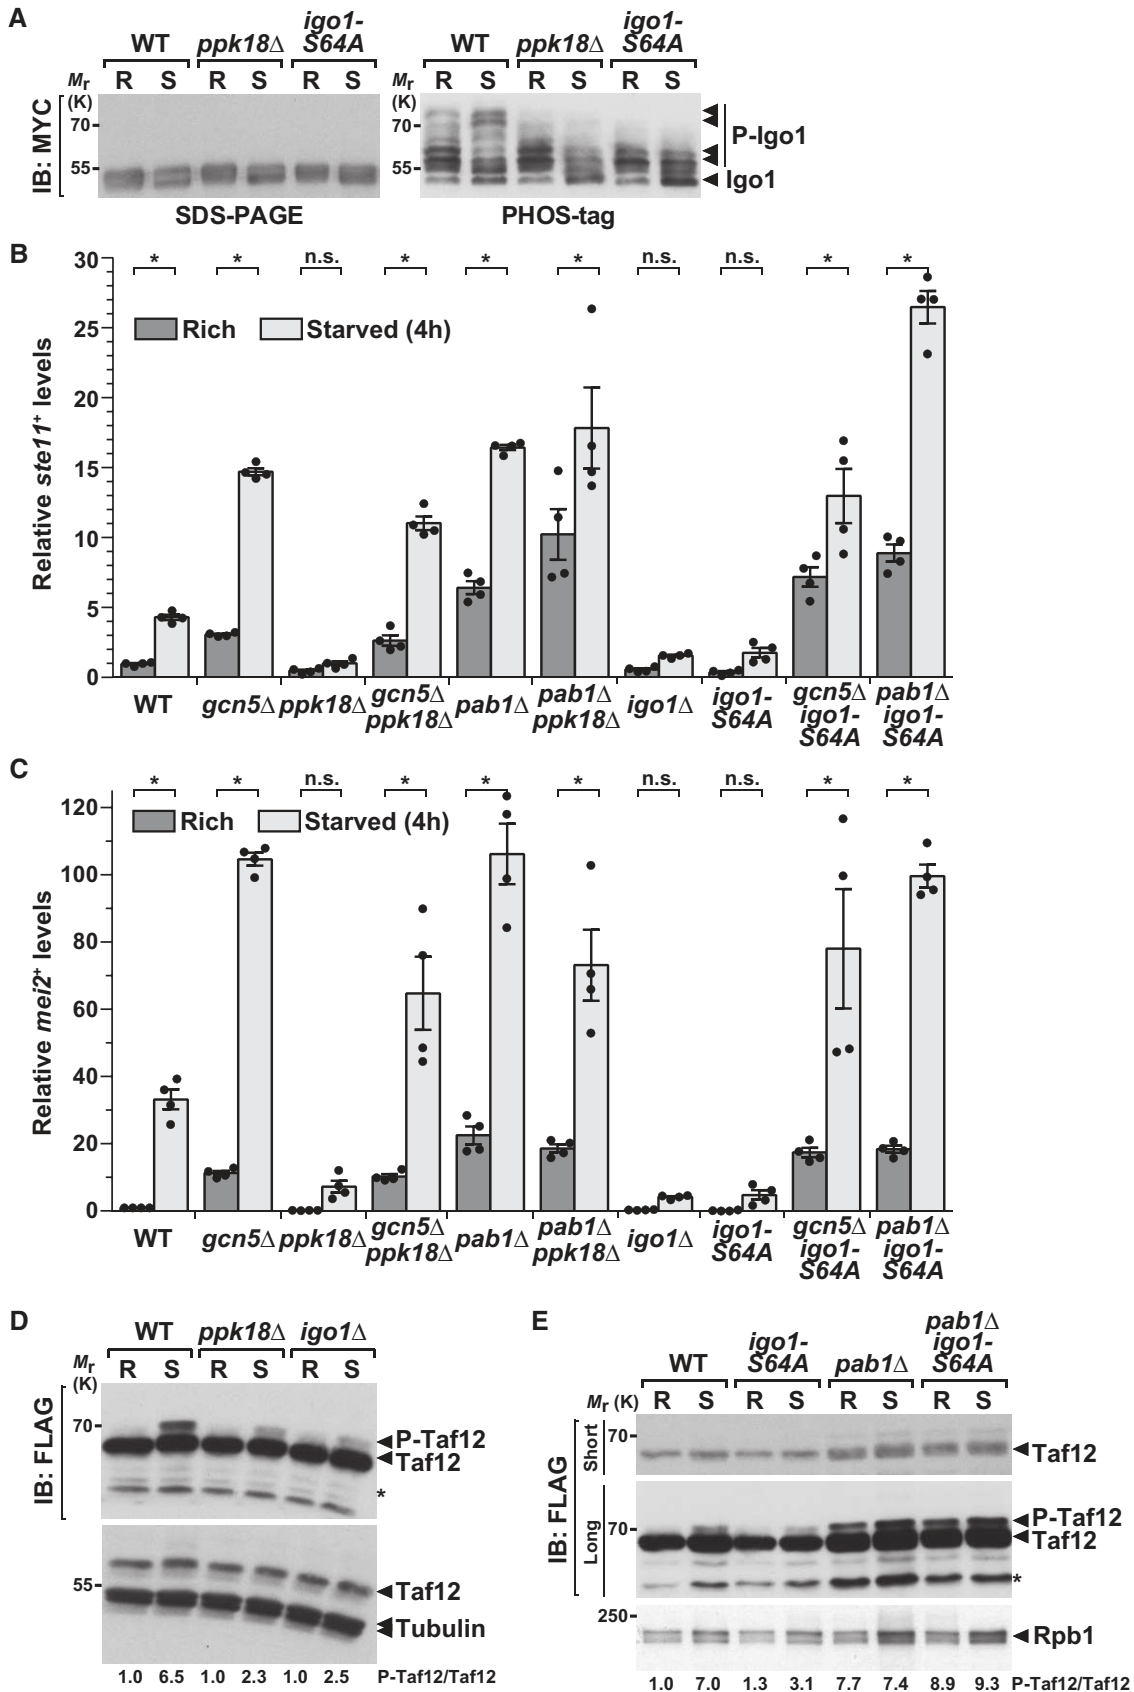 A
WT ppk18Δ igo1-S64A WT ppk18Δ igo1-S64A
Mr (K) R S R S R S Mr (K) R S R S R S
IB: MYC
70 70
55 55
P-Igo1
Igo1
SDS-PAGE PHOS-tag
B
* * n.s. * * * n.s. n.s. * *
Rich Starved (4h)
Relative ste11+ levels
30
25
20
15
10
5
0
WT gcn5Δ ppk18Δ gcn5Δ ppk18Δ pab1Δ pab1Δ ppk18Δ igo1Δ igo1-S64A gcn5Δ igo1-S64A pab1Δ igo1-S64A
C
* * n.s. * * * n.s. n.s. * *
Rich Starved (4h)
Relative mei2+ levels
120
100
80
60
40
20
0
WT gcn5Δ ppk18Δ gcn5Δ ppk18Δ pab1Δ pab1Δ ppk18Δ igo1Δ igo1-S64A gcn5Δ igo1-S64A pab1Δ igo1-S64A
D
WT ppk18Δ igo1Δ
Mr (K) R S R S R S
IB: FLAG
70
P-Taf12
Taf12
*
55
Taf12
Tubulin
1.0 6.5 1.0 2.3 1.0 2.5 P-Taf12/Taf12
E
WT igo1-S64A pab1Δ pab1Δ igo1-S64A
Mr (K) R S R S R S R S
IB: FLAG
Short
70
Taf12
Long
70
P-Taf12
Taf12
*
250
Rpb1
1.0 7.0 1.3 3.1 7.7 7.4 8.9 9.3 P-Taf12/Taf12